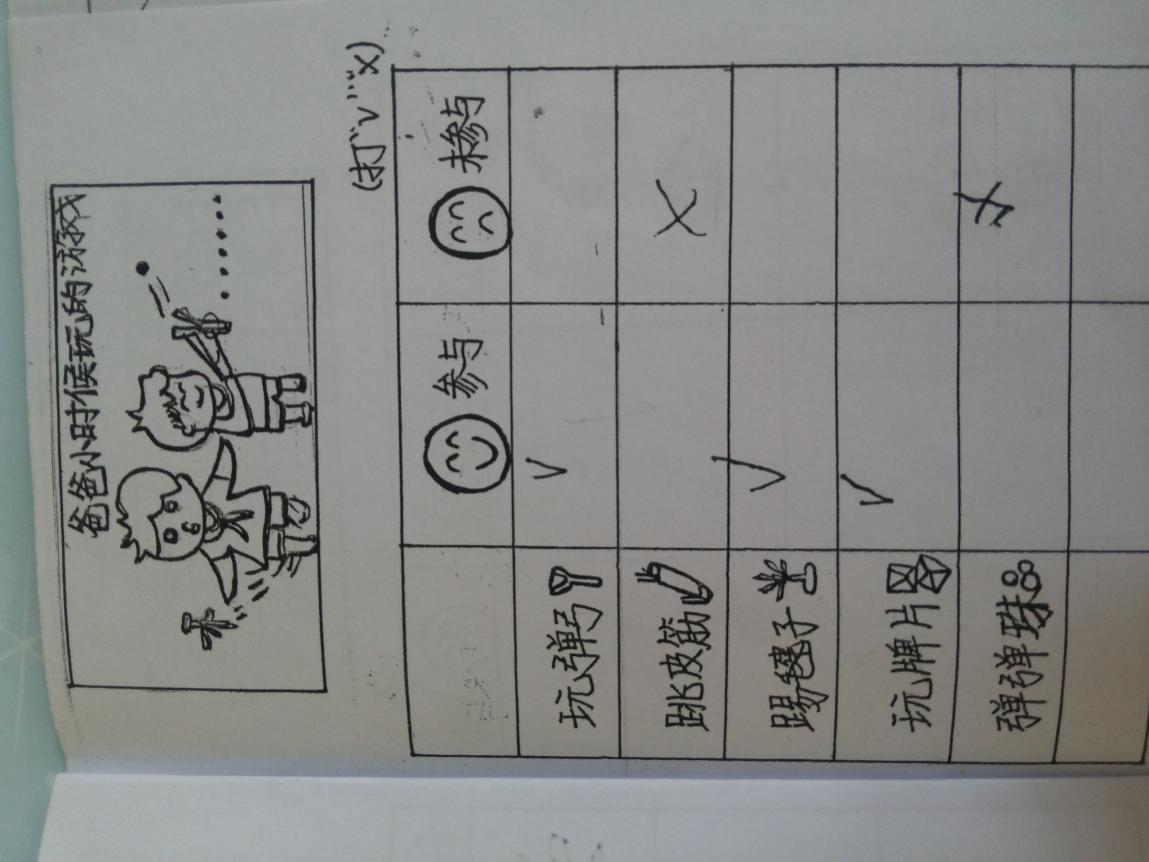 爸爸小时候玩的游戏
(打"√""×")
参与 未参与
玩弹弓 √
跳皮筋 ×
踢毽子 √
玩牌片 √
弹弹珠 ×